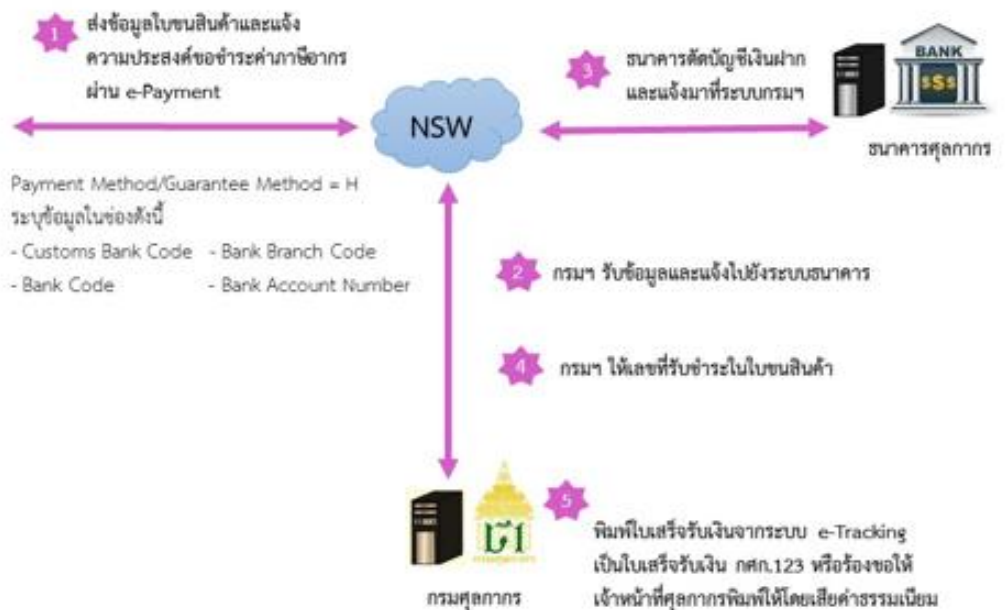 1
ส่งข้อมูลใบขนสินค้าและแจ้ง
ความประสงค์ขอชำระค่าภาษีอากร
ผ่าน e-Payment
NSW
3
ธนาคารตัดบัญชีเงินฝาก
และแจ้งมาที่ระบบกรมฯ
BANK
$$$
ธนาคารศุลกากร
Payment Method/Guarantee Method = H
ระบุข้อมูลในช่องดังนี้
- Customs Bank Code - Bank Branch Code
- Bank Code - Bank Account Number
2
กรมฯ รับข้อมูลและแจ้งไปยังระบบธนาคาร
4
กรมฯ ให้เลขที่รับชำระในใบขนสินค้า
5
พิมพ์ใบเสร็จรับเงินจากระบบ e-Tracking
เป็นใบเสร็จรับเงิน กศก.123 หรือร้องขอให้
เจ้าหน้าที่ศุลกากรพิมพ์ให้โดยเสียค่าธรรมเนียม
กรมศุลกากร